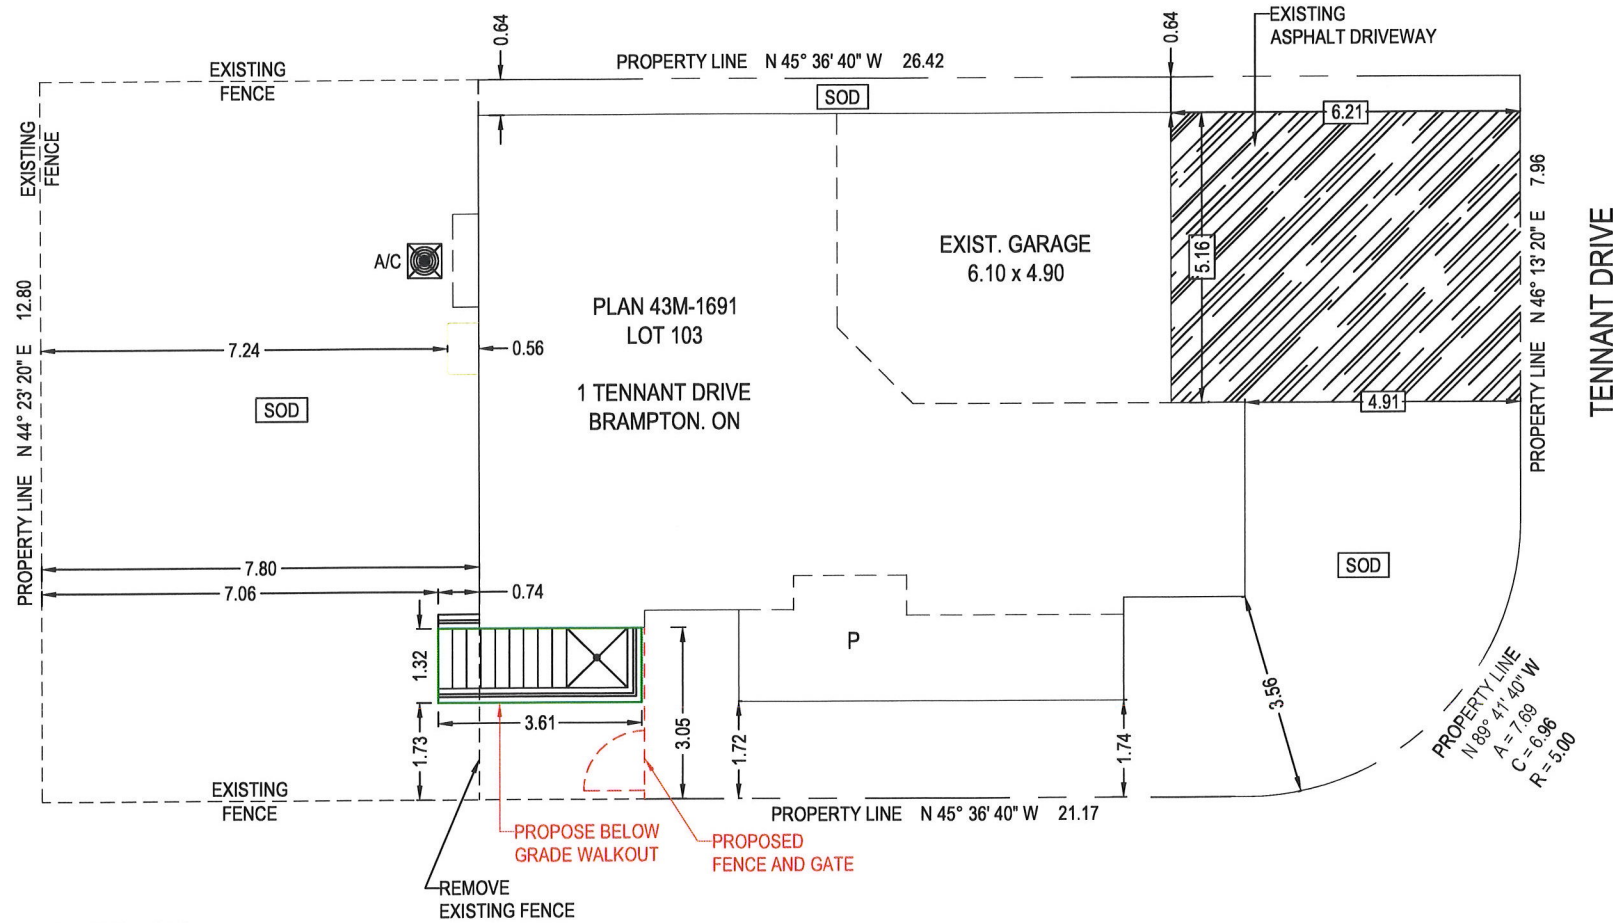 0.64
PROPERTY LINE N 45° 36' 40" W 26.42
0.64
EXISTING
ASPHALT DRIVEWAY
EXISTING
FENCE
SOD
6.21
EXISTING
FENCE
PROPERTY LINE N 44° 23' 20" E 12.80
A/C
EXIST. GARAGE
6.10 x 4.90
5.16
PROPERTY LINE N 46° 13' 20" E 7.96
TENNANT DRIVE
PLAN 43M-1691
LOT 103
7.24
0.56
1 TENNANT DRIVE
BRAMPTON. ON
SOD
4.91
7.80
7.06
0.74
SOD
1.32
P
3.61
3.05
1.73
1.72
1.74
3.56
PROPERTY LINE
N 89° 41' 40" W
A = 7.69
C = 6.96
R = 5.00
EXISTING
FENCE
PROPERTY LINE N 45° 36' 40" W 21.17
PROPOSE BELOW
GRADE WALKOUT
PROPOSED
FENCE AND GATE
REMOVE
EXISTING FENCE